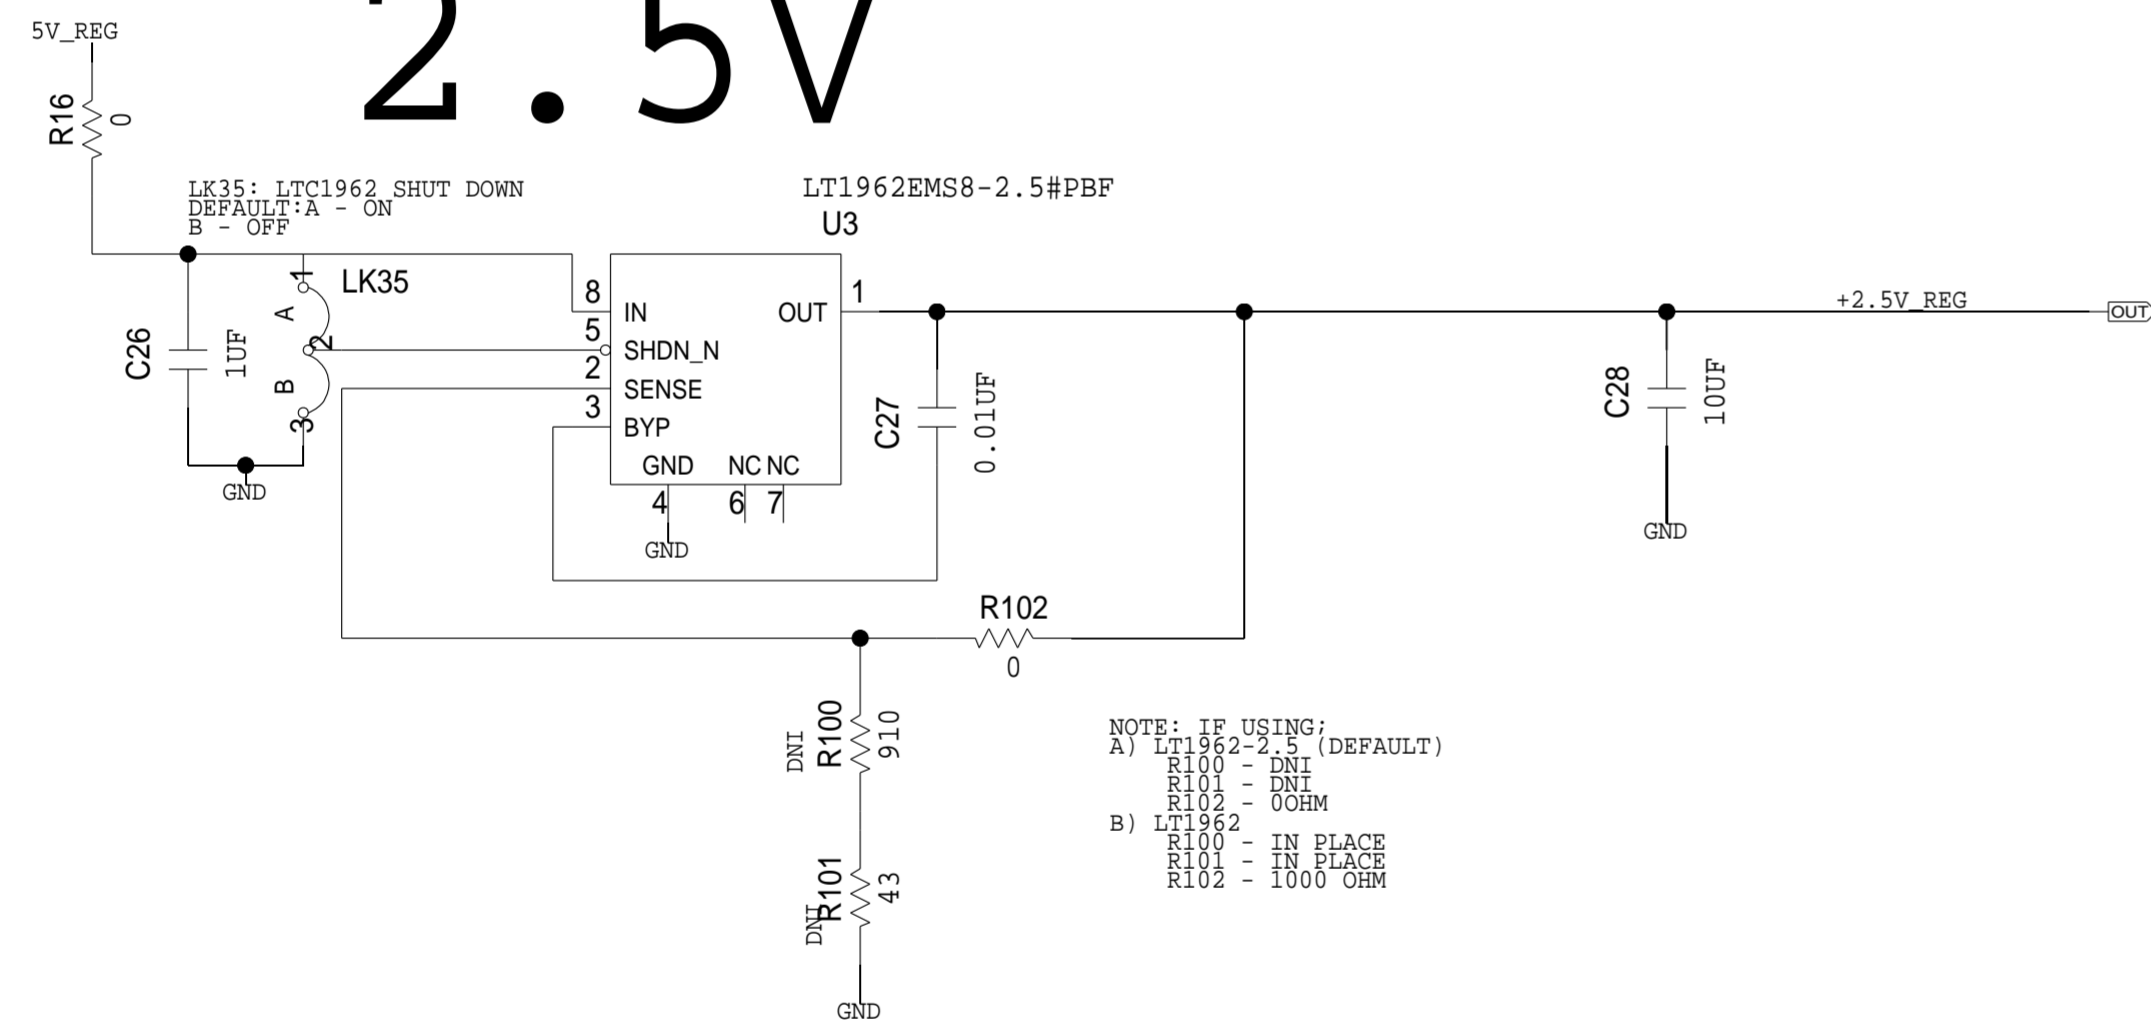 2.5V
5V_REG
R16
0
LK35: LTC1962 SHUT DOWN
DEFAULT:A - ON
B - OFF
LT1962EMS8-2.5#PBF
U3
1
A
2
B
3
LK35
C26
1UF
GND
8
5
2
3
IN
SHDN_N
SENSE
BYP
OUT
GND
NC
NC
4
6
7
GND
1
C27
0.01UF
+2.5V_REG
OUT
C28
10UF
GND
R102
0
DNI
R100
910
DNI
R101
43
GND
NOTE: IF USING;
A) LT1962-2.5 (DEFAULT)
R100 - DNI
R101 - DNI
R102 - 0OHM
B) LT1962
R100 - IN PLACE
R101 - IN PLACE
R102 - 1000 OHM